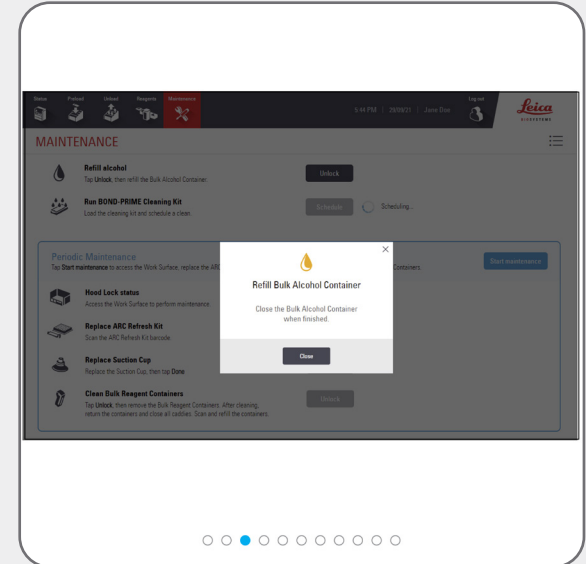 Status Preload Unload Reagents Maintenance
5:44 PM | 29/09/21 | Jane Doe
Log out
Leica
BIOSYSTEMS
MAINTENANCE
Refill alcohol
Tap Unlock, then refill the Bulk Alcohol Container.
Unlock
Run BOND-PRIME Cleaning Kit
Load the cleaning kit and schedule a clean.
Schedule
Scheduling...
Periodic Maintenance
Tap Start maintenance to access the Work Surface, replace the ARC
Containers.
Start maintenance
Hood Lock status
Access the Work Surface to perform maintenance.
Replace ARC Refresh Kit
Scan the ARC Refresh Kit barcode.
Replace Suction Cup
Replace the Suction Cup, then tap Done
Clean Bulk Reagent Containers
Tap Unlock, then remove the Bulk Reagent Containers. After cleaning,
return the containers and close all caddies. Scan and refill the containers.
Unlock
Refill Bulk Alcohol Container
Close the Bulk Alcohol Container
when finished.
Close